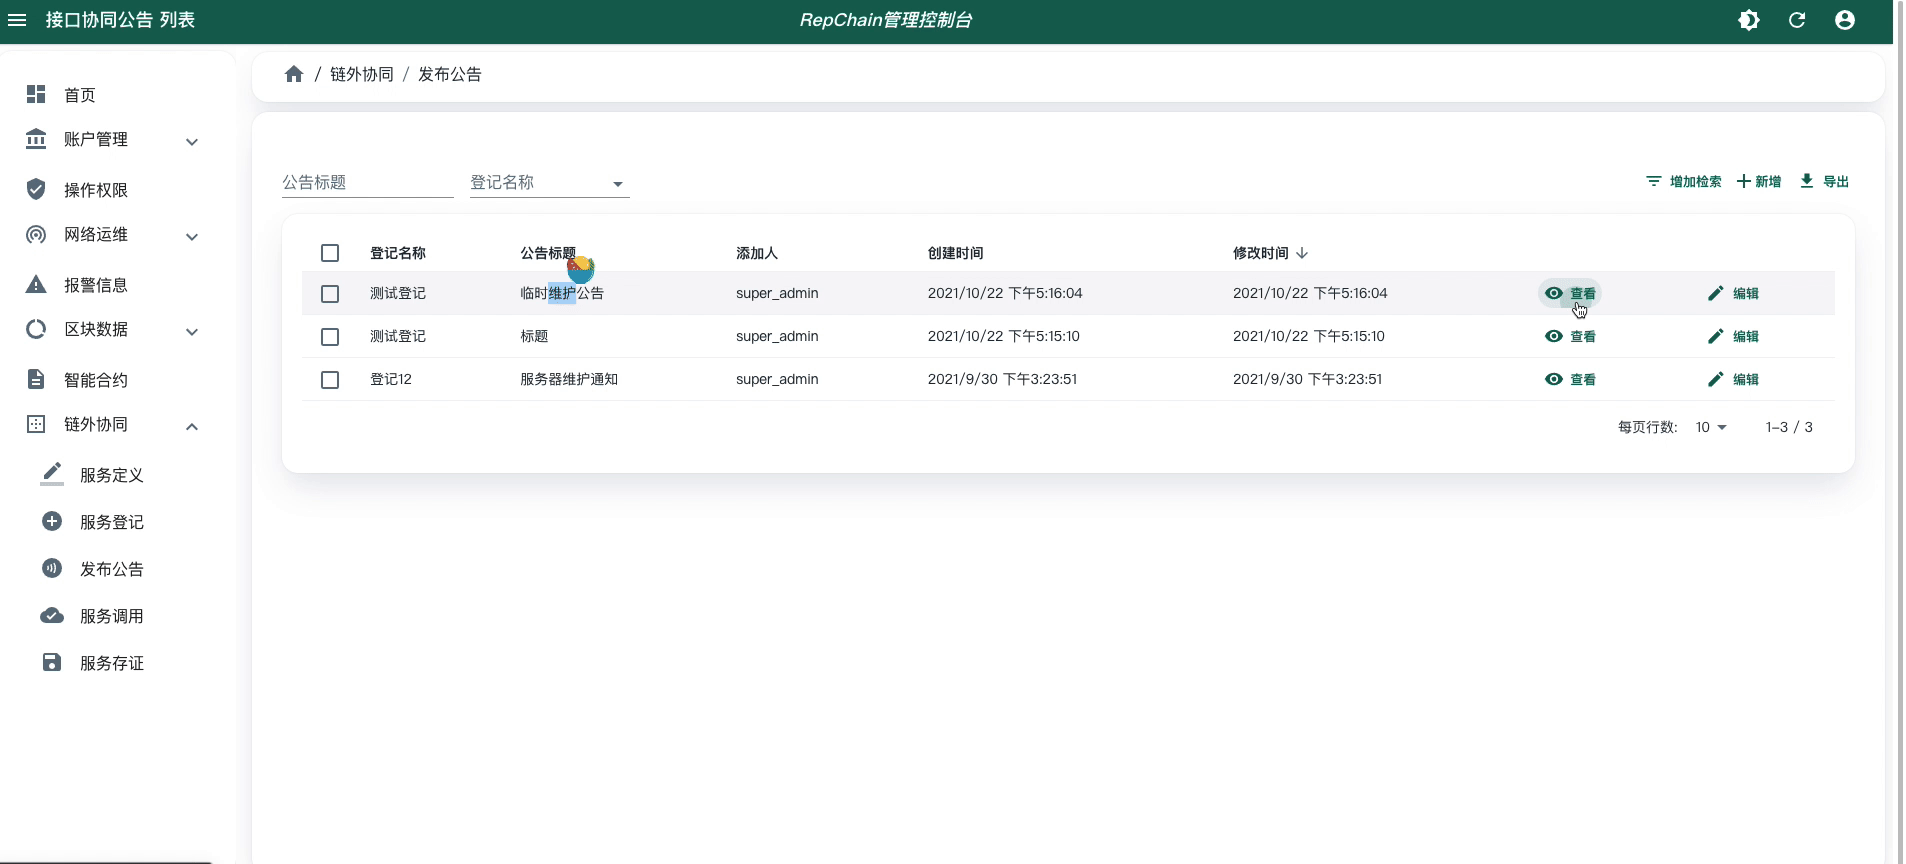 接口协同公告 列表
RepChain管理控制台
/ 链外协同 / 发布公告
首页
账户管理
操作权限
网络运维
报警信息
区块数据
智能合约
链外协同
服务定义
服务登记
发布公告
服务调用
服务存证
公告标题 登记名称 增加检索 新增 导出
登记名称 公告标题 添加人 创建时间 修改时间
测试登记 临时维护公告 super_admin 2021/10/22 下午5:16:04 2021/10/22 下午5:16:04 查看 编辑
测试登记 标题 super_admin 2021/10/22 下午5:15:10 2021/10/22 下午5:15:10 查看 编辑
登记12 服务器维护通知 super_admin 2021/9/30 下午3:23:51 2021/9/30 下午3:23:51 查看 编辑
每页行数: 10 1-3 / 3